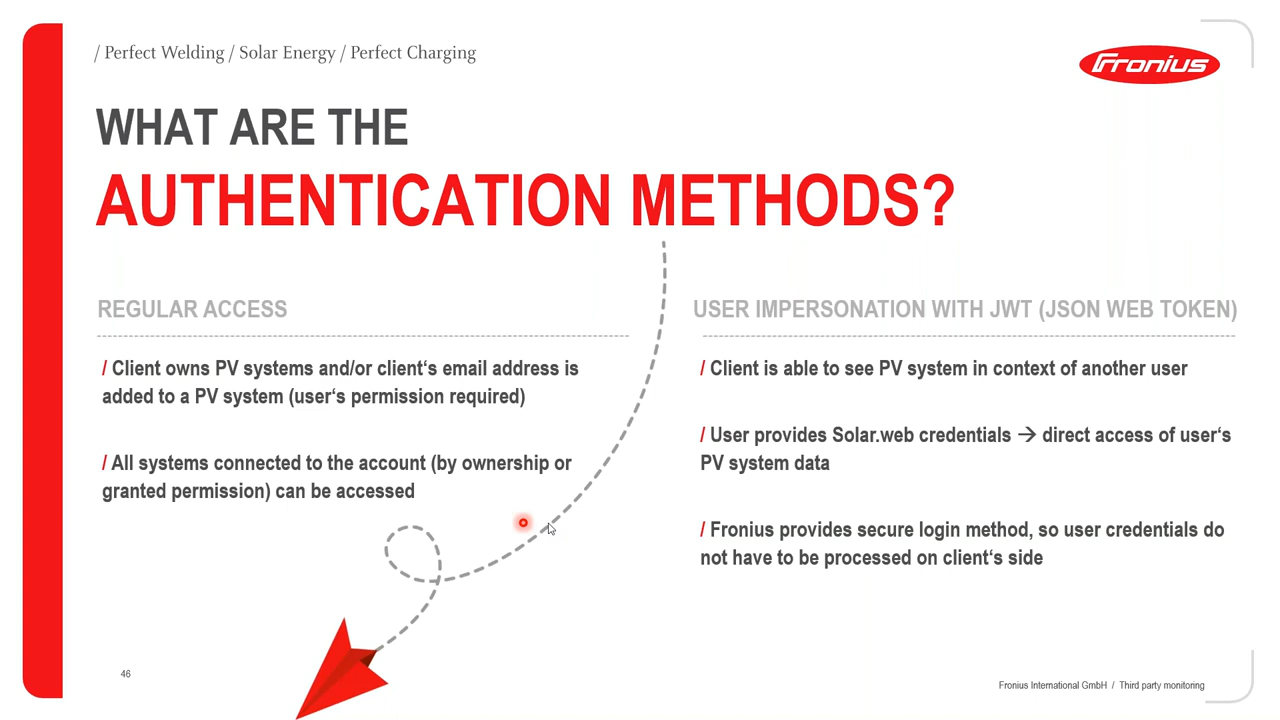 / Perfect Welding / Solar Energy / Perfect Charging
Fronius
WHAT ARE THE
AUTHENTICATION METHODS?
REGULAR ACCESS
/ Client owns PV systems and/or client‘s email address is
added to a PV system (user‘s permission required)
/ All systems connected to the account (by ownership or
granted permission) can be accessed
USER IMPERSONATION WITH JWT (JSON WEB TOKEN)
/ Client is able to see PV system in context of another user
/ User provides Solar.web credentials → direct access of user‘s
PV system data
/ Fronius provides secure login method, so user credentials do
not have to be processed on client‘s side
46
Fronius International GmbH / Third party monitoring